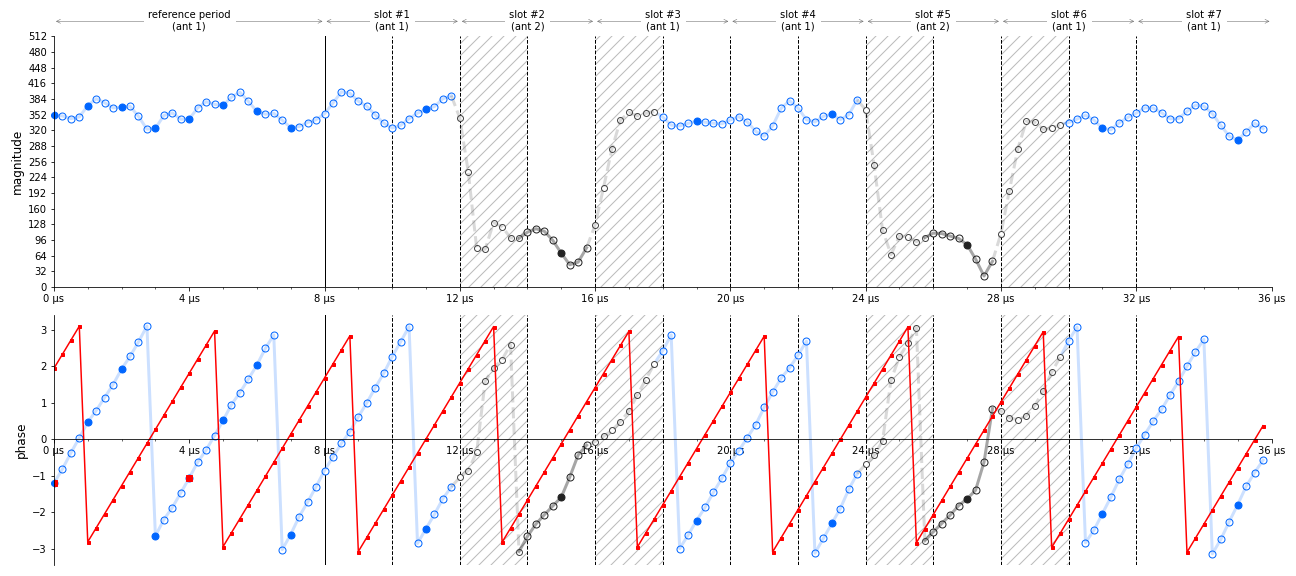 reference period
(ant 1)
slot #1
(ant 1)
slot #2
(ant 2)
slot #3
(ant 1)
slot #4
(ant 1)
slot #5
(ant 2)
slot #6
(ant 1)
slot #7
(ant 1)
magnitude
512
480
448
416
384
352
320
288
256
224
192
160
128
96
64
32
0
0 µs
4 µs
8 µs
12 µs
16 µs
20 µs
24 µs
28 µs
32 µs
36 µs
phase
3
2
1
0
−1
−2
−3
0 µs
4 µs
8 µs
12 µs
16 µs
20 µs
24 µs
28 µs
32 µs
36 µs